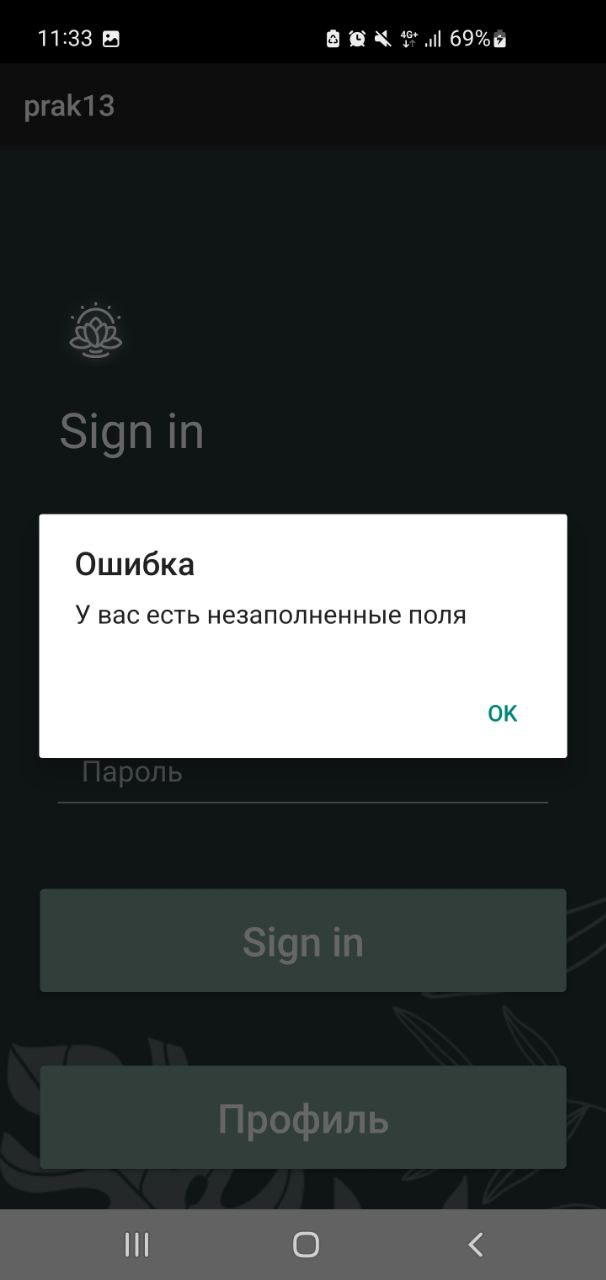 11:33 4G+ 69%
prak13
Sign in
Ошибка
У вас есть незаполненные поля
OK
Пароль
Sign in
Профиль